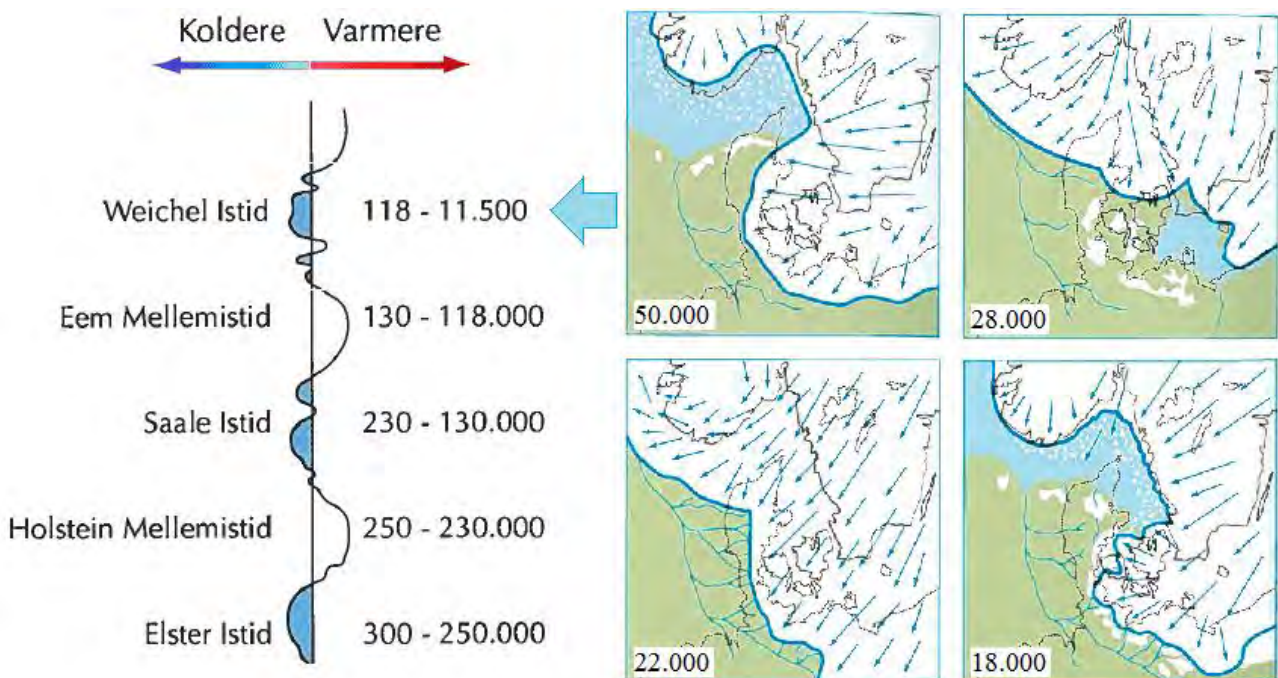 Koldere Varmere
Weichel Istid 118 - 11.500
Eem Mellemistid 130 - 118.000
Saale Istid 230 - 130.000
Holstein Mellemistid 250 - 230.000
Elster Istid 300 - 250.000
50.000
28.000
22.000
18.000